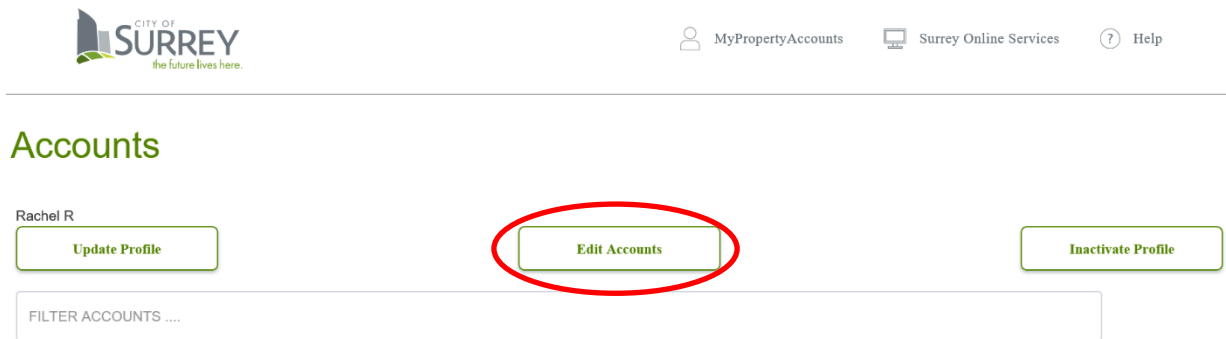 CITY OF
SURREY
the future lives here.
MyPropertyAccounts Surrey Online Services ? Help
Accounts
Rachel R
Update Profile Edit Accounts Inactivate Profile
FILTER ACCOUNTS ....